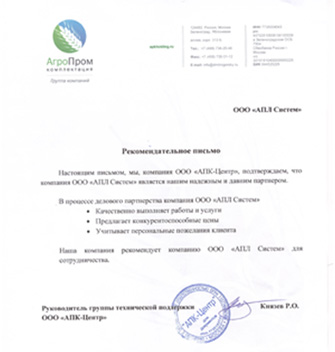 АгроПром
комплектация
Группа компаний
ООО «АПЛ Систем»
Рекомендательное письмо
Настоящим письмом, мы, компания ООО «АПК-Центр», подтверждаем, что
компания ООО «АПЛ Систем» является нашим надежным и давним партнером.
В процессе делового партнерства компания ООО «АПЛ Систем»
• Качественно выполняет работы и услуги
• Предлагает конкурентоспособные цены
• Учитывает персональные пожелания клиента
Наша компания рекомендует компанию ООО «АПЛ Систем» для
сотрудничества.
Руководитель группы технической поддержки
Князев Р.О.
ООО «АПК-Центр»
"АПК-Центр"